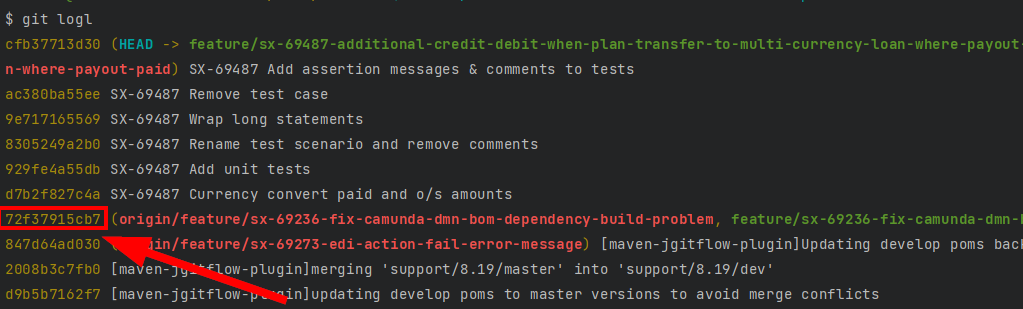 $ git logl
cfb37713d30 (HEAD -> feature/sx-69487-additional-credit-debit-when-plan-transfer-to-multi-currency-loan-where-payout-
n-where-payout-paid) SX-69487 Add assertion messages & comments to tests
ac380ba55ee SX-69487 Remove test case
9e717165569 SX-69487 Wrap long statements
8305249a2b0 SX-69487 Rename test scenario and remove comments
929fe4a55db SX-69487 Add unit tests
d7b2f827c4a SX-69487 Currency convert paid and o/s amounts
72f37915cb7 (origin/feature/sx-69236-fix-camunda-dmn-bom-dependency-build-problem, feature/sx-69236-fix-camunda-dmn-
847d64ad030 (origin/feature/sx-69273-edi-action-fail-error-message) [maven-jgitflow-plugin]Updating develop poms back
2008b3c7fb0 [maven-jgitflow-plugin]merging 'support/8.19/master' into 'support/8.19/dev'
d9b5b7162f7 [maven-jgitflow-plugin]updating develop poms to master versions to avoid merge conflicts